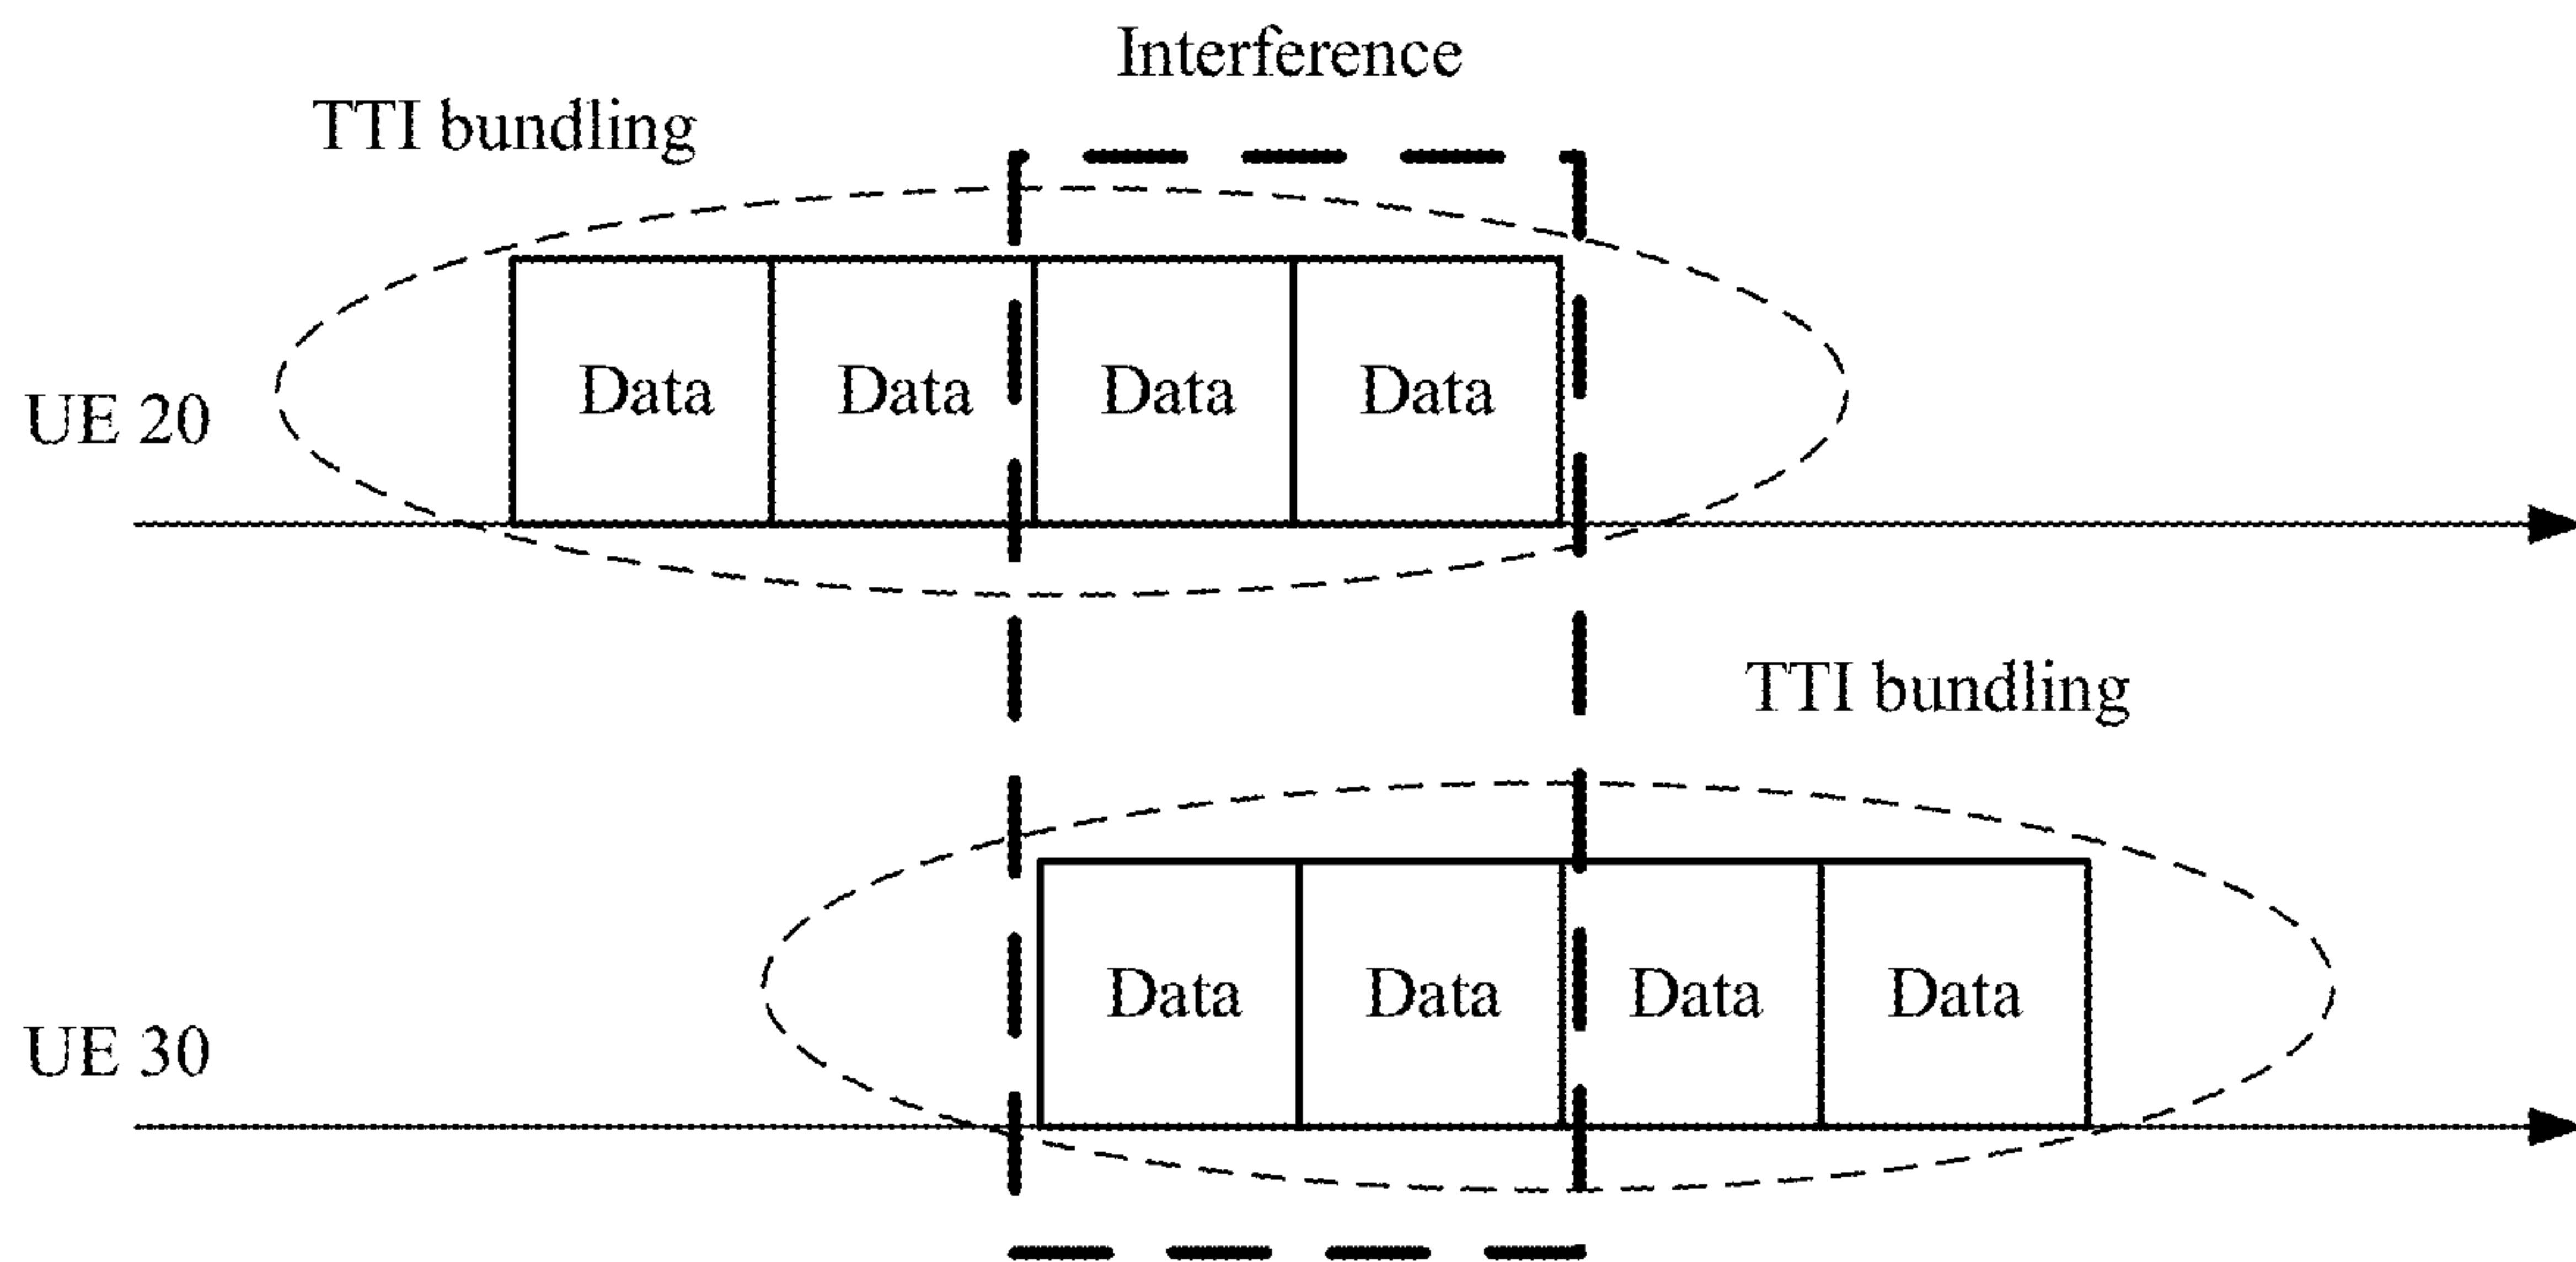 Interference
TTI bundling
Data Data Data Data
UE 20
TTI bundling
Data Data Data Data
UE 30